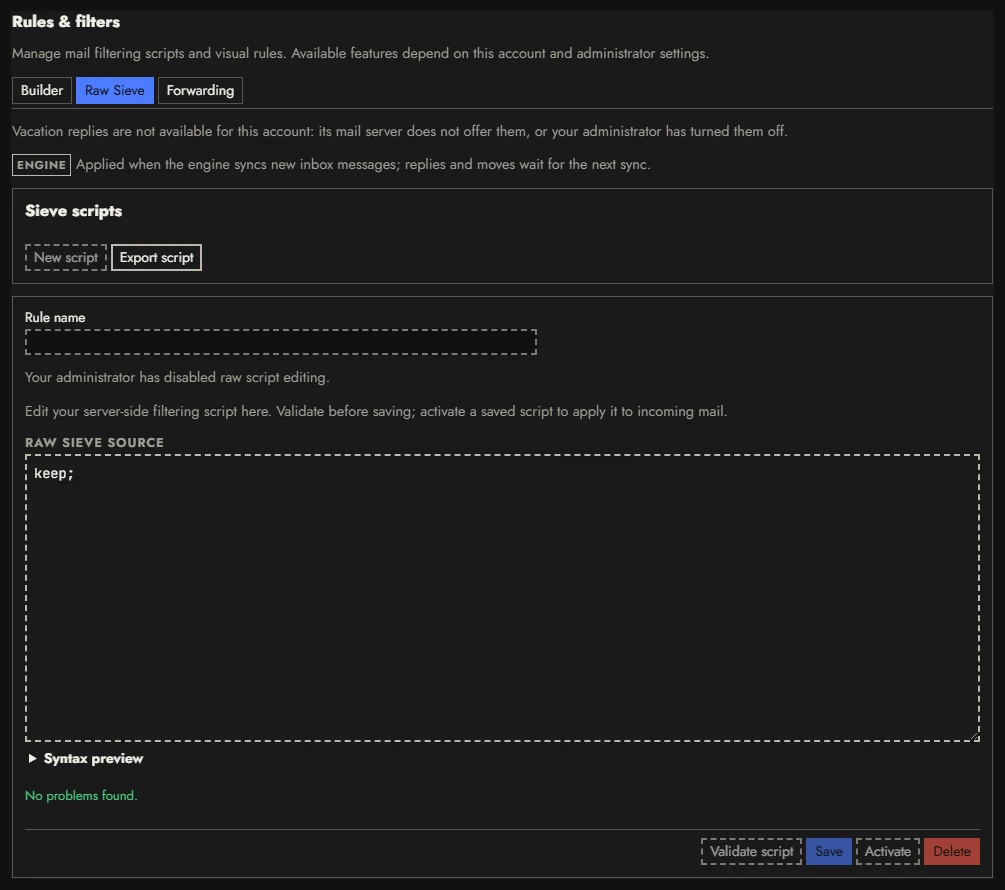 Rules & filters
Manage mail filtering scripts and visual rules. Available features depend on this account and administrator settings.
Builder Raw Sieve Forwarding
Vacation replies are not available for this account: its mail server does not offer them, or your administrator has turned them off.
ENGINE Applied when the engine syncs new inbox messages; replies and moves wait for the next sync.
Sieve scripts
New script Export script
Rule name
Your administrator has disabled raw script editing.
Edit your server-side filtering script here. Validate before saving; activate a saved script to apply it to incoming mail.
RAW SIEVE SOURCE
keep;
Syntax preview
No problems found.
Validate script Save Activate Delete